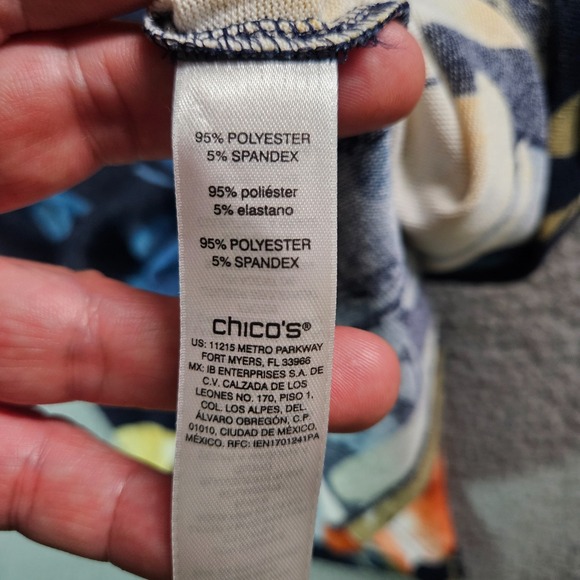 95% POLYESTER
5% SPANDEX
95% poliéster
5% elastano
95% POLYESTER
5% SPANDEX
chico's®
US: 11215 METRO PARKWAY
FORT MYERS, FL 33966
MX: IB ENTERPRISES S.A. DE
C.V. CALZADA DE LOS
LEONES NO. 170, PISO 1.
COL. LOS ALPES, DEL.
ÁLVARO OBREGÓN, C.P.
01010, CIUDAD DE MÉXICO,
MÉXICO. RFC: IEN1701241PA